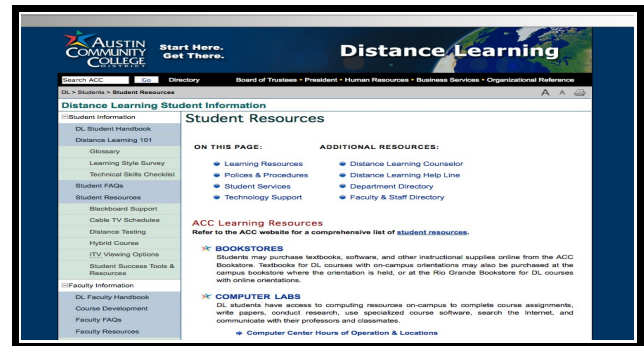 AUSTIN
COMMUNITY
COLLEGE
DISTRICT
Start Here.
Get There.
Distance Learning
Search ACC Go Directory Board of Trustees • President • Human Resources • Business Services • Organizational Reference
DL > Students > Student Resources A A
Distance Learning Student Information
Student Information
DL Student Handbook
Distance Learning 101
Glossary
Learning Style Survey
Technical Skills Checklist
Student FAQs
Student Resources
Blackboard Support
Cable TV Schedules
Distance Testing
Hybrid Course
ITV Viewing Options
Student Success Tools &
Resources
Faculty Information
DL Faculty Handbook
Course Development
Faculty FAQs
Faculty Resources
Student Resources
ON THIS PAGE:
Learning Resources
Polices & Procedures
Student Services
Technology Support
ADDITIONAL RESOURCES:
Distance Learning Counselor
Distance Learning Help Line
Department Directory
Faculty & Staff Directory
ACC Learning Resources
Refer to the ACC website for a comprehensive list of student resources.
BOOKSTORES
Students may purchase textbooks, software, and other instructional supplies online from the ACC
Bookstore. Textbooks for DL courses with on-campus orientations may also be purchased at the
campus bookstore where the orientation is held, or at the Rio Grande Bookstore for DL courses
with online orientations.
COMPUTER LABS
DL students have access to computing resources on-campus to complete course assignments,
write papers, conduct research, use specialized course software, search the Internet, and
communicate with their professors and classmates.
Computer Center Hours of Operation & Locations